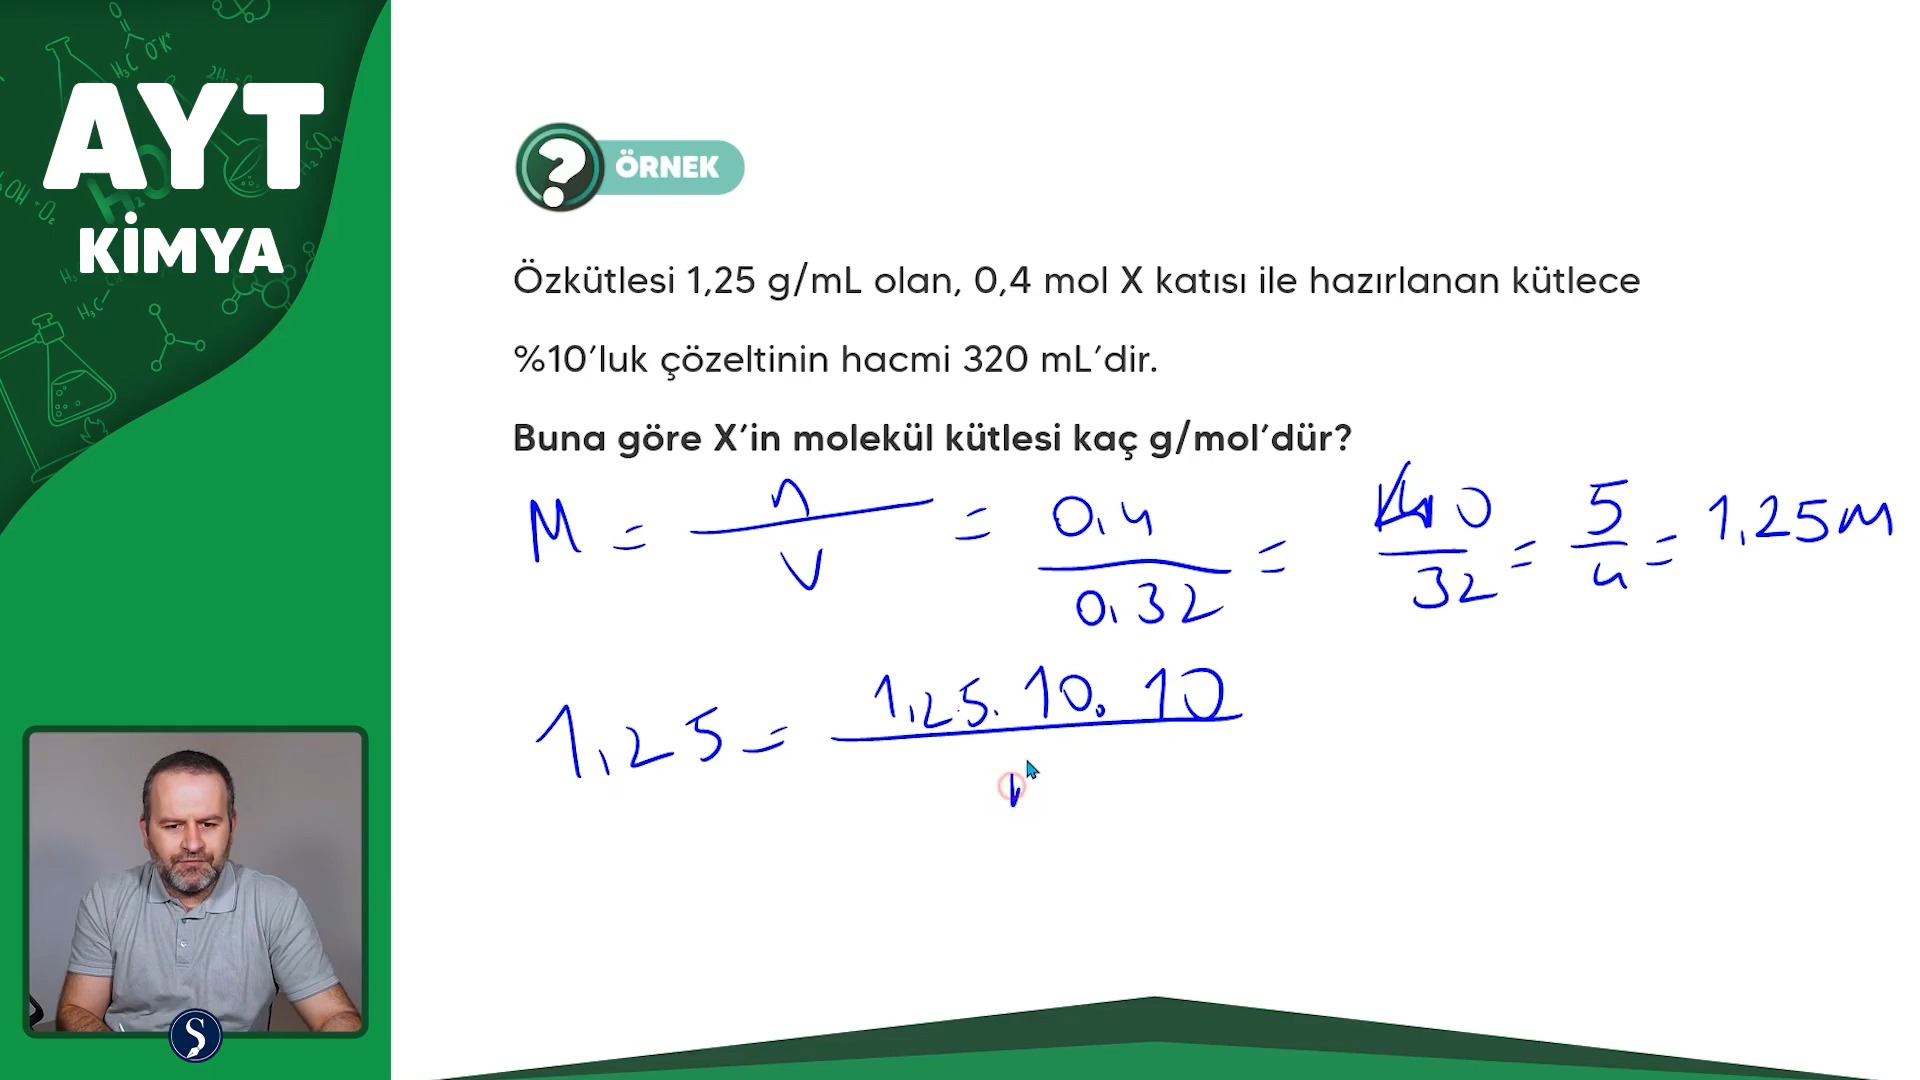 AYT
KİMYA
ÖRNEK
Özkütlesi 1,25 g/mL olan, 0,4 mol X katısı ile hazırlanan kütlece
%10'luk çözeltinin hacmi 320 mL'dir.
Buna göre X'in molekül kütlesi kaç g/mol'dür?
M = n / V = 0,4 / 0,32 = 40 / 32 = 5 / 4 = 1,25 M
1,25 = 1,25 . 10 . 10
S